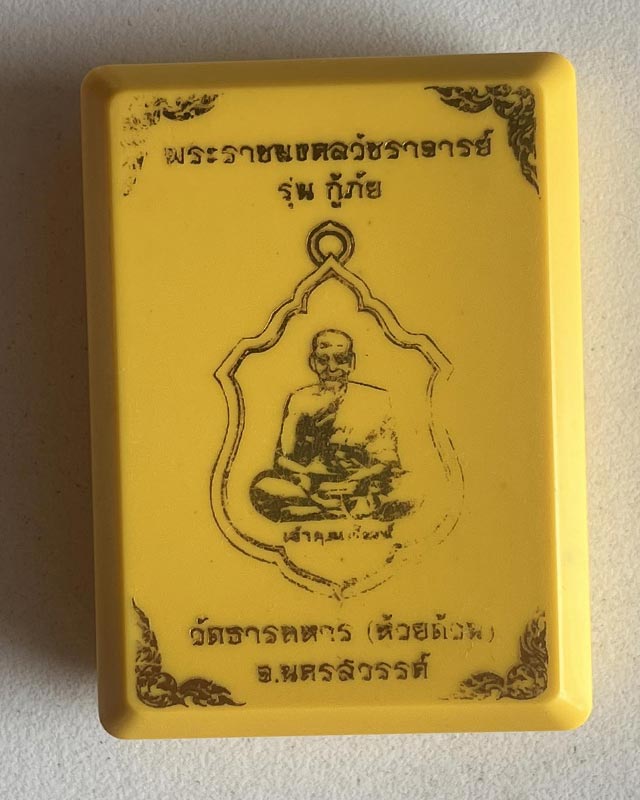 พระราชมงคลวัชราจารย์
รุ่น กู้ภัย
วัดธารทหาร (ห้วยด้วน)
จ.นครสวรรค์